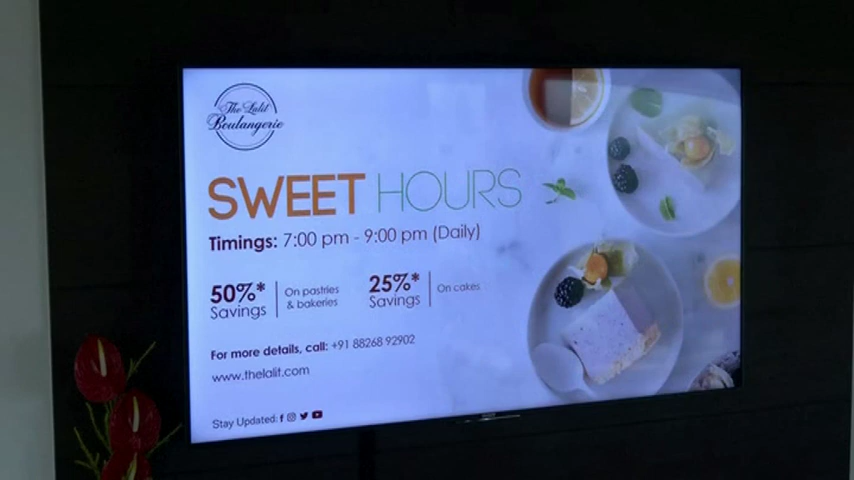 The Lalit
Boulangerie
SWEET HOURS
Timings: 7:00 pm - 9:00 pm (Daily)
50%*
Savings
On pastries
& bakeries
25%*
Savings
On cakes
For more details, call: +91 88268 92902
www.thelalit.com
Stay Updated: